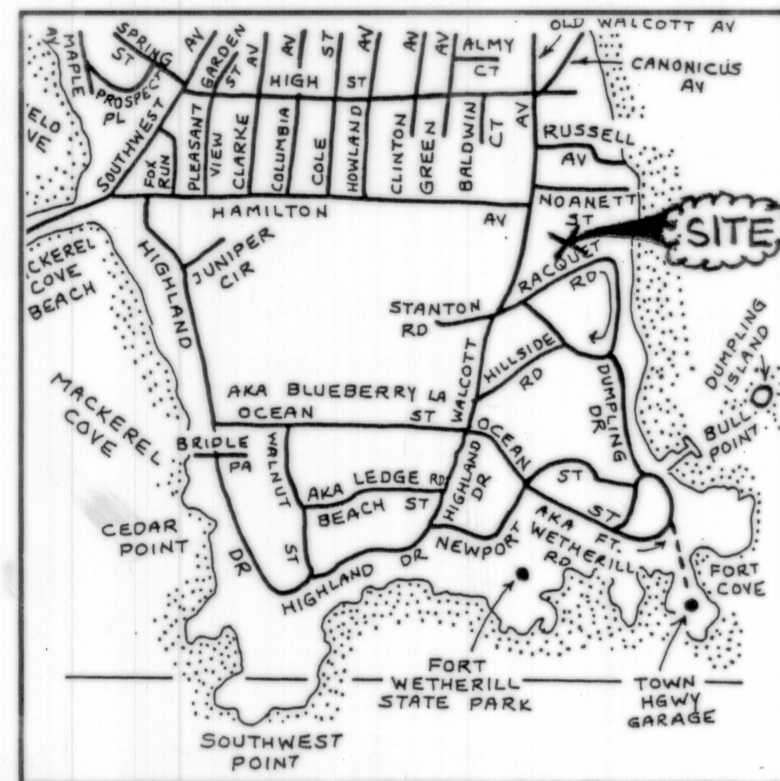 OLD WALCOTT AV
MAPLE AV
SPRING ST
PROSPECT PL
AV
GARDEN ST
AV
AV
ST
AV
AV
AV
ALMY CT
CANONICUS AV
HIGH ST
ELD
VE
SOUTHWEST
FOX RUN
PLEASANT VIEW
CLARKE
COLUMBIA
COLE
HOWLAND
CLINTON
GREEN
BALDWIN CT
AV
RUSSELL AV
NOANETT ST
HAMILTON AV
SITE
CKEREL
COVE
BEACH
HIGHLAND
JUNIPER CIR
RACQUET RD
STANTON RD
HILLSIDE RD
DUMPLING DR
DUMPLING ISLAND
BULL POINT
WALCOTT
AKA BLUEBERRY LA
OCEAN ST
MACKEREL COVE
BRIDLE PA
WALNUT ST
OCEAN ST
AKA LEDGE RD
BEACH ST
HIGHLAND DR
ST
AKA FT. WETHERILL RD
CEDAR POINT
DR
HIGHLAND DR
NEWPORT
FORT COVE
FORT
WETHERILL
STATE PARK
TOWN
HGWY
GARAGE
SOUTHWEST
POINT